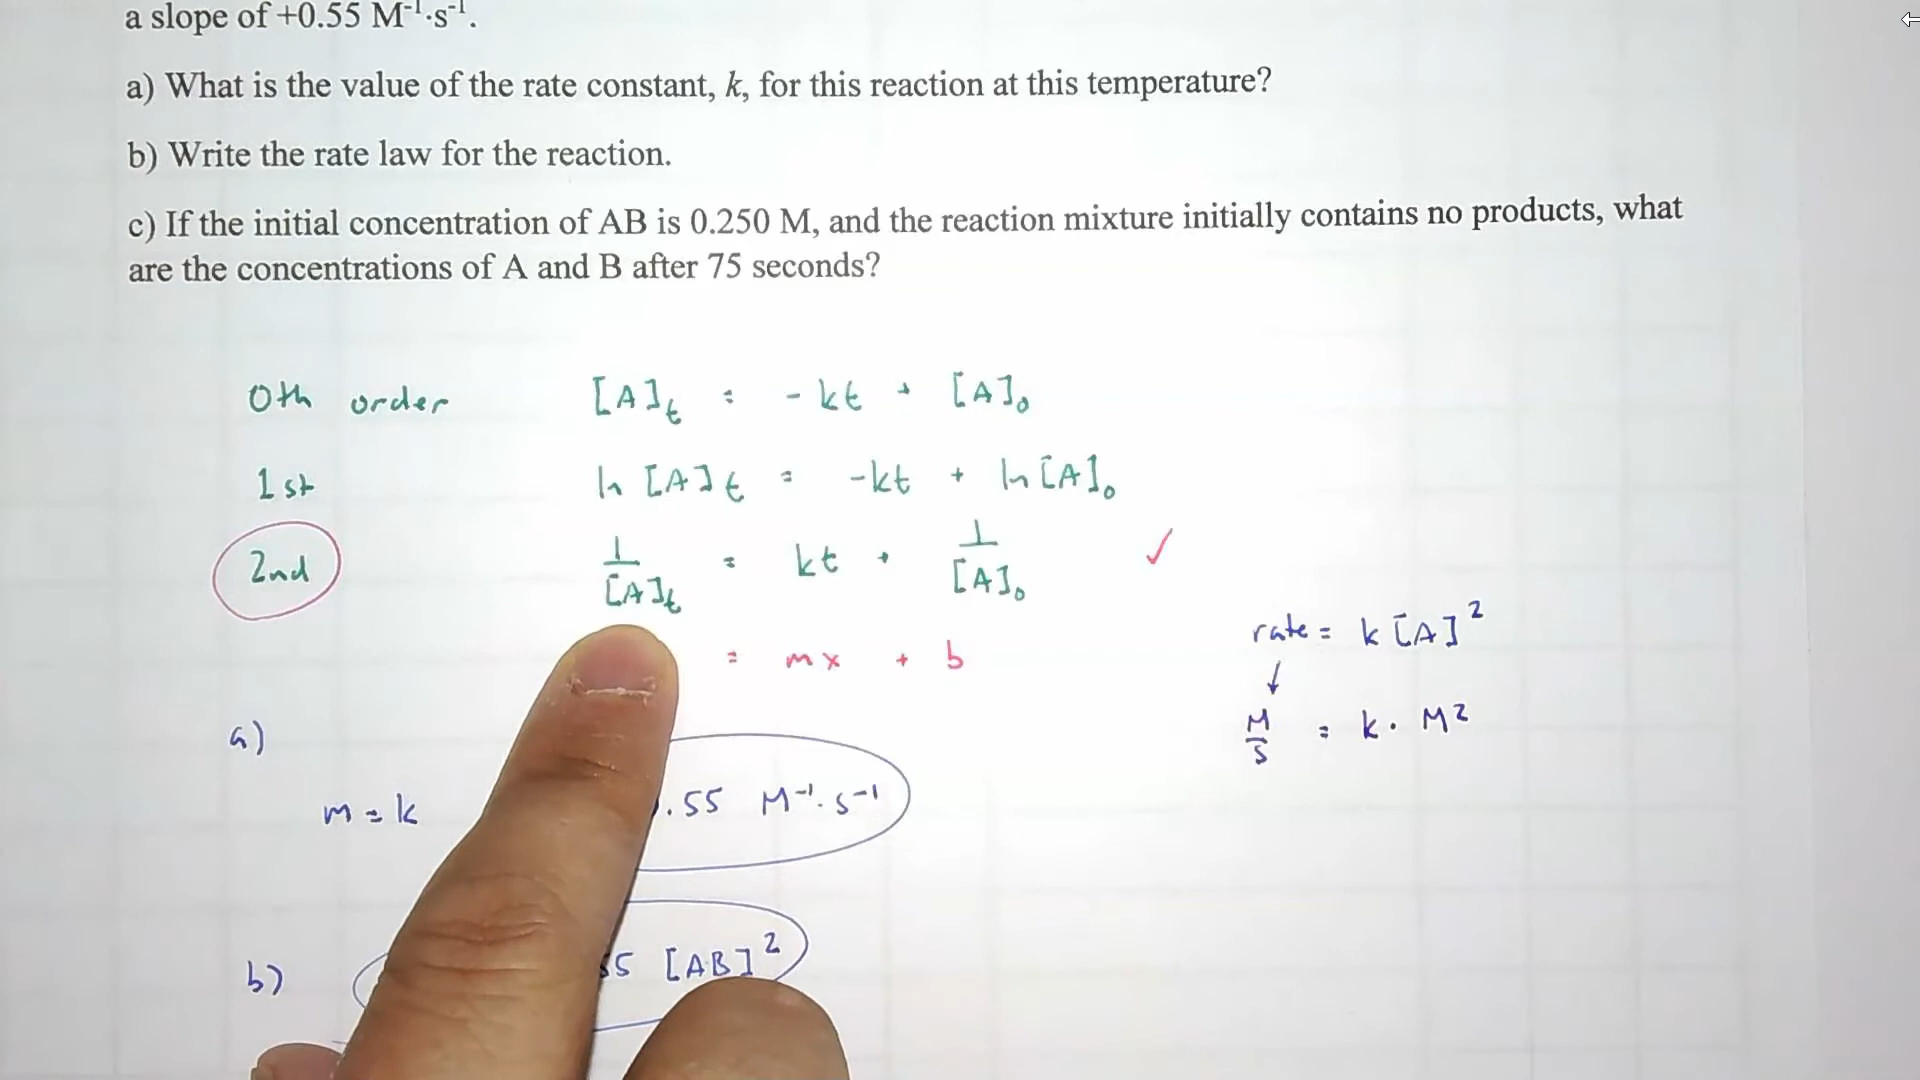 a slope of +0.55 M⁻¹·s⁻¹.
a) What is the value of the rate constant, k, for this reaction at this temperature?
b) Write the rate law for the reaction.
c) If the initial concentration of AB is 0.250 M, and the reaction mixture initially contains no products, what
are the concentrations of A and B after 75 seconds?
0th order [A]t = -kt + [A]₀
1st ln [A]t = -kt + ln [A]₀
2nd 1/[A]t = kt + 1/[A]₀ ✓
= mx + b
rate = k [A]²
↓
M/s = k · M²
a)
m = k .55 M⁻¹·s⁻¹
b) 5 [AB]²